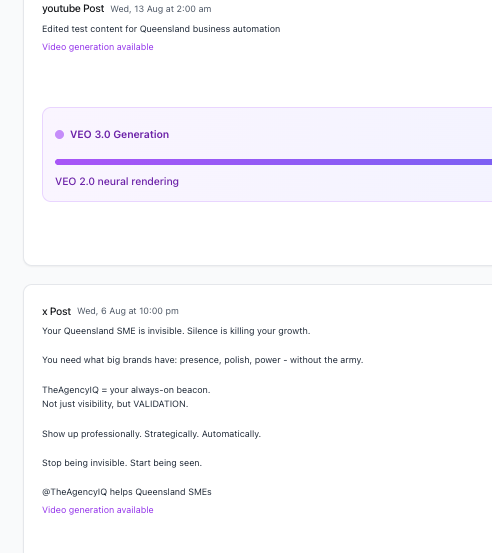 youtube Post Wed, 13 Aug at 2:00 am
Edited test content for Queensland business automation
Video generation available
VEO 3.0 Generation
VEO 2.0 neural rendering
x Post Wed, 6 Aug at 10:00 pm
Your Queensland SME is invisible. Silence is killing your growth.
You need what big brands have: presence, polish, power - without the army.
TheAgencyIQ = your always-on beacon.
Not just visibility, but VALIDATION.
Show up professionally. Strategically. Automatically.
Stop being invisible. Start being seen.
@TheAgencyIQ helps Queensland SMEs
Video generation available